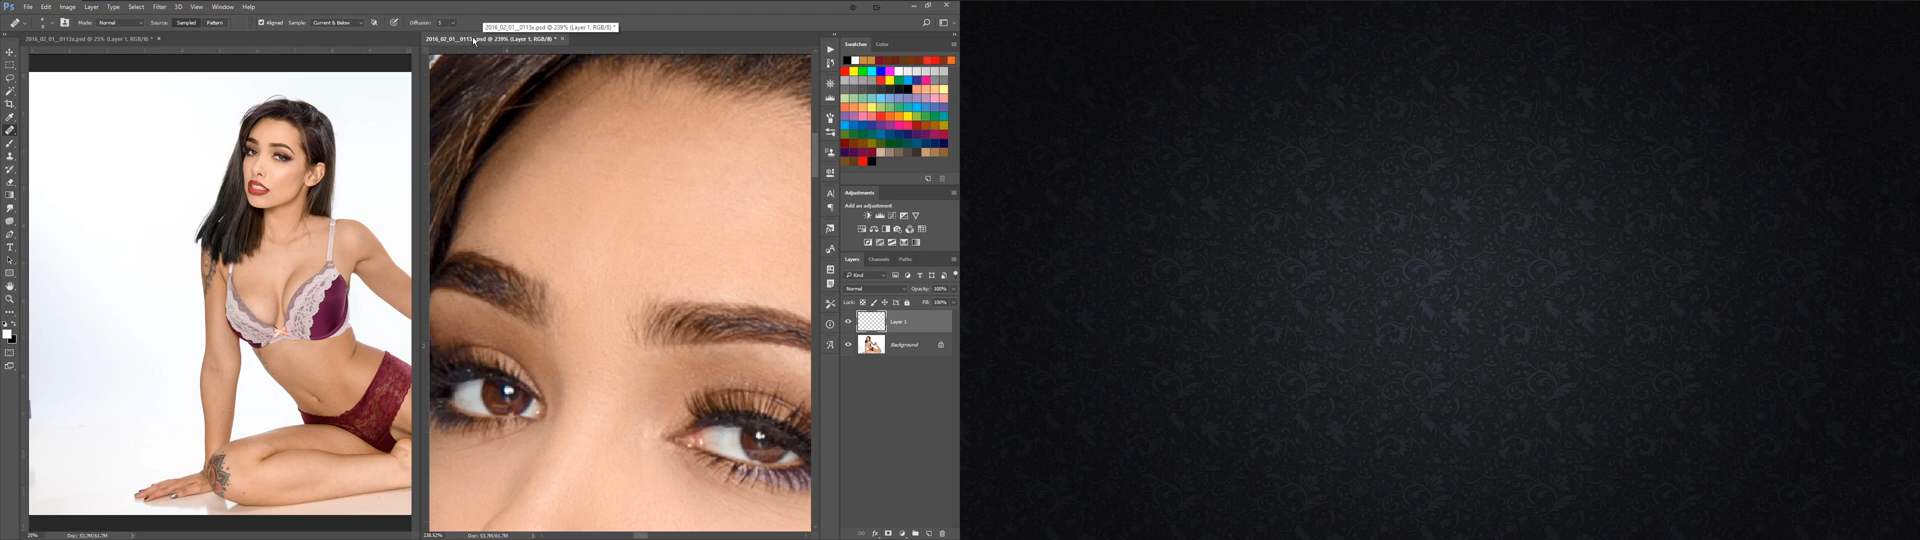 Ps File Edit Image Layer Type Select Filter 3D View Window Help
Mode: Normal Source: Sampled Pattern Aligned Sample: Current & Below Diffusion: 5
2016_02_01__0113a.psd @ 239% (Layer 1, RGB/8) *
2016_02_01__0113a.psd @ 25% (Layer 1, RGB/8) * ×
2016_02_01__0113a.psd @ 239% (Layer 1, RGB/8) * ×
Swatches Color
Adjustments
Add an adjustment
Layers Channels Paths
Kind
Normal Opacity: 100%
Lock: Fill: 100%
Layer 1
Background
25% Doc: 53.7M/61.7M
238.52% Doc: 53.7M/61.7M